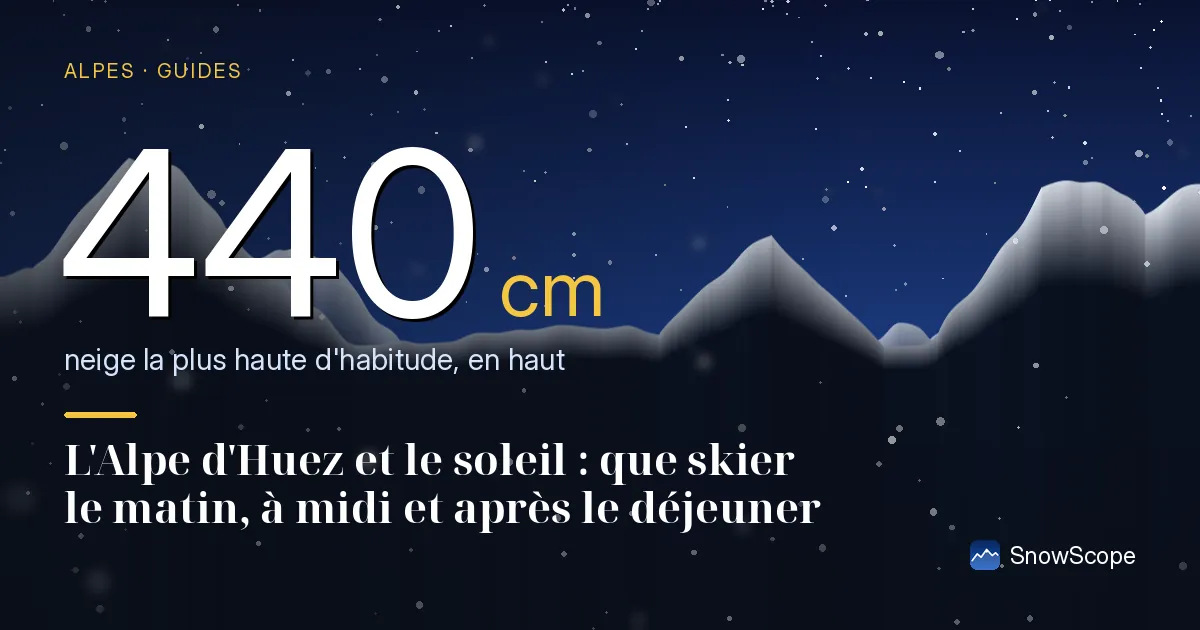 ALPES · GUIDES
440 cm
neige la plus haute d'habitude, en haut
L'Alpe d'Huez et le soleil : que skier
le matin, à midi et après le déjeuner
SnowScope